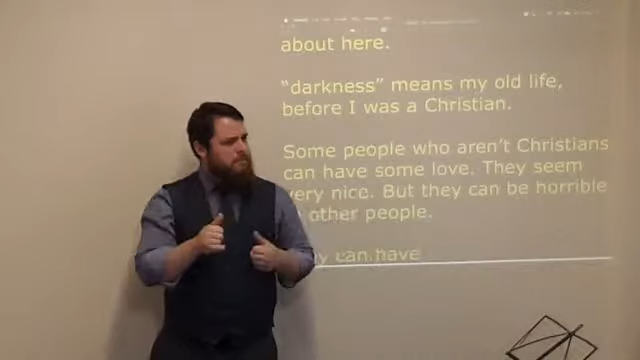 about here.
“darkness” means my old life,
before I was a Christian.
Some people who aren’t Christians
can have some love. They seem
very nice. But they can be horrible
other people.
can have